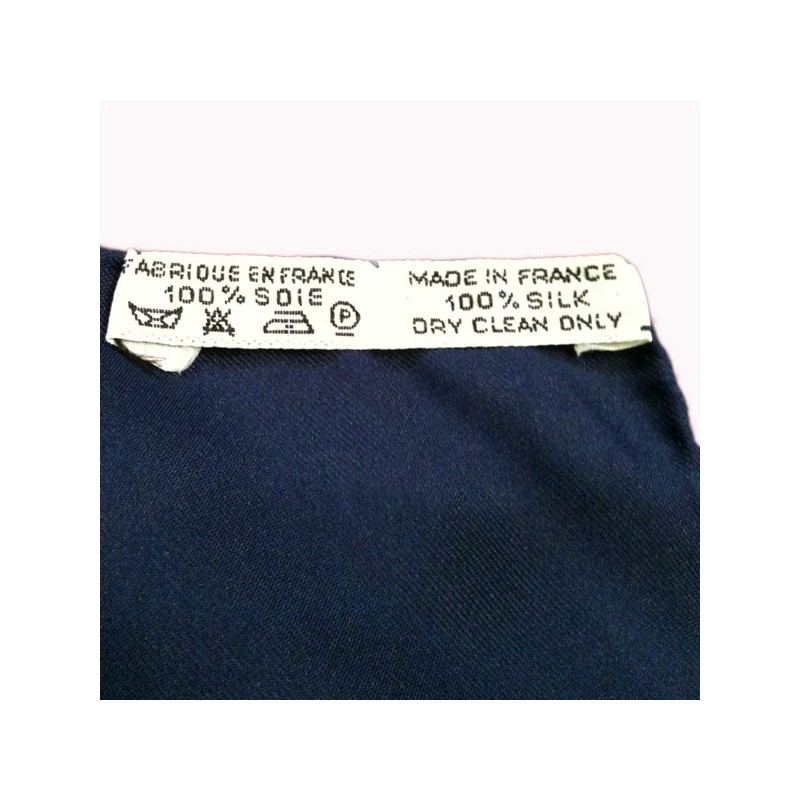 FABRIQUE EN FRANCE
100% SOIE
P
MADE IN FRANCE
100% SILK
DRY CLEAN ONLY